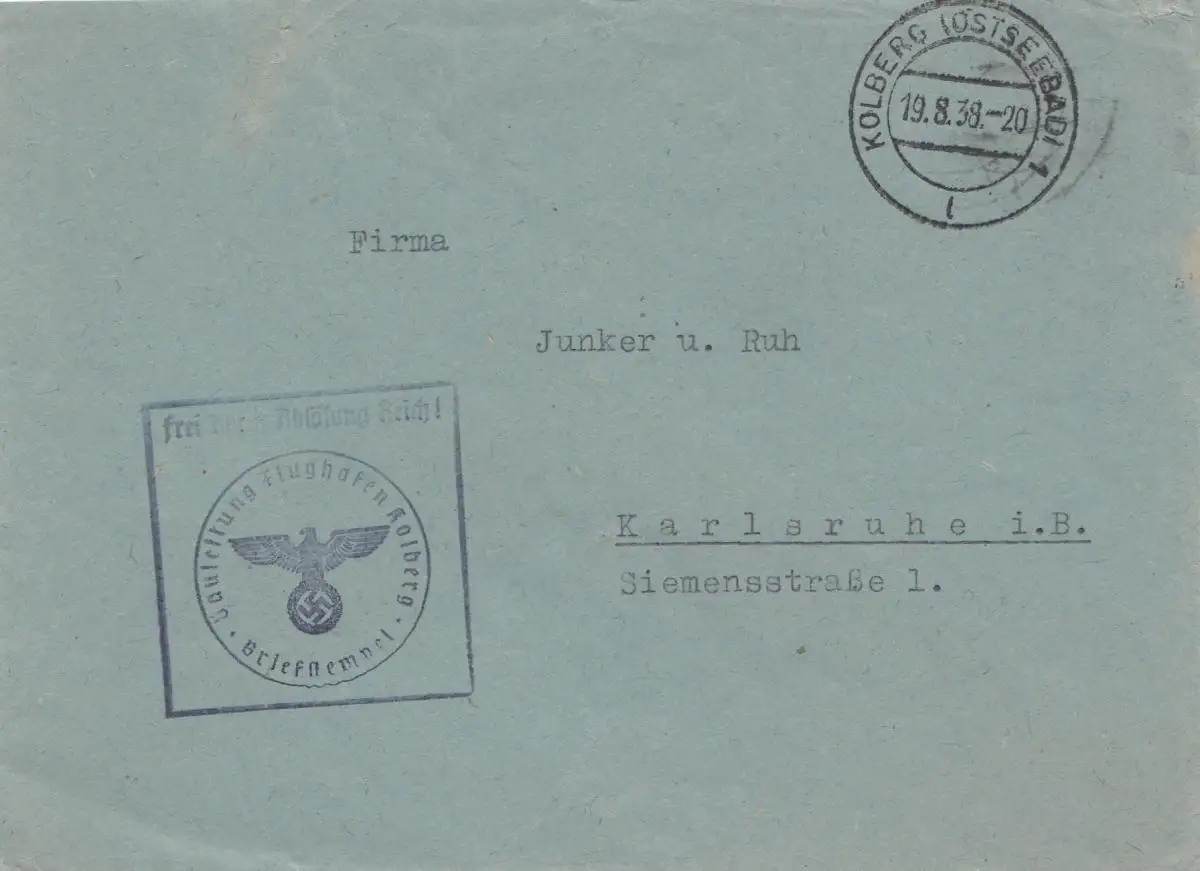 KOLBERG (OSTSEEBAD) 1
19.8.38.-20
l
Firma
Junker u. Ruh
frei durch Ablösung Reich!
Bauleitung Flughafen Kolberg
· Briefstempel ·
Karlsruhe i.B.
Siemensstraße 1.